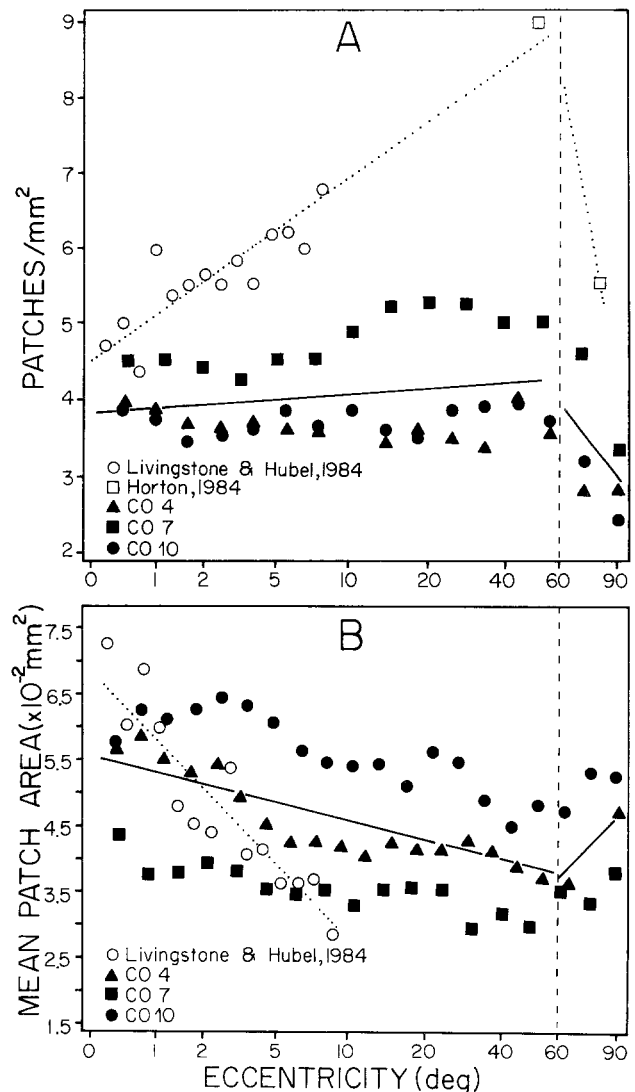 A
PATCHES/mm²
9
8
7
6
5
4
3
2
○ Livingstone & Hubel, 1984
□ Horton, 1984
▲ CO 4
■ CO 7
● CO 10
0 1 2 5 10 20 40 60 90
B
MEAN PATCH AREA (x10⁻² mm²)
7.5
6.5
5.5
4.5
3.5
2.5
1.5
○ Livingstone & Hubel, 1984
▲ CO 4
■ CO 7
● CO 10
0 1 2 5 10 20 40 60 90
ECCENTRICITY (deg)